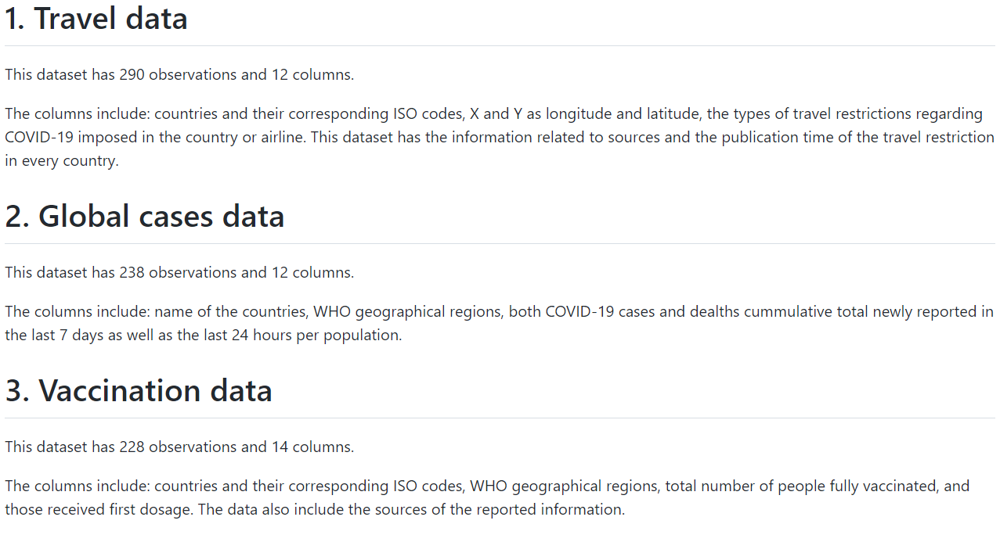 1. Travel data
This dataset has 290 observations and 12 columns.
The columns include: countries and their corresponding ISO codes, X and Y as longitude and latitude, the types of travel restrictions regarding
COVID-19 imposed in the country or airline. This dataset has the information related to sources and the publication time of the travel restriction
in every country.
2. Global cases data
This dataset has 238 observations and 12 columns.
The columns include: name of the countries, WHO geographical regions, both COVID-19 cases and dealths cummulative total newly reported in
the last 7 days as well as the last 24 hours per population.
3. Vaccination data
This dataset has 228 observations and 14 columns.
The columns include: countries and their corresponding ISO codes, WHO geographical regions, total number of people fully vaccinated, and
those received first dosage. The data also include the sources of the reported information.